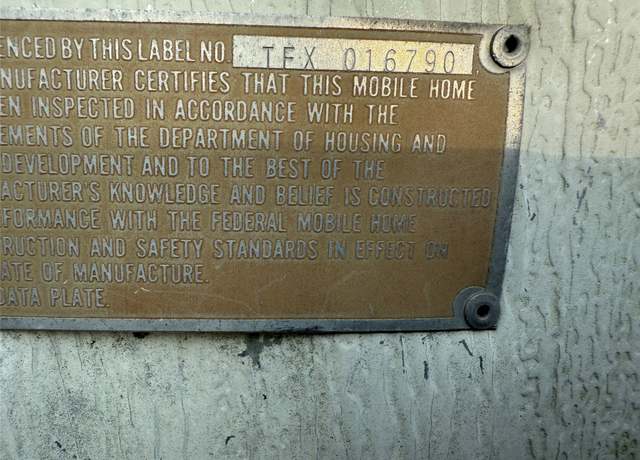 ENCED BY THIS LABEL NO. TEX 016790
NUFACTURER CERTIFIES THAT THIS MOBILE HOME
EN INSPECTED IN ACCORDANCE WITH THE
EMENTS OF THE DEPARTMENT OF HOUSING AND
DEVELOPMENT AND TO THE BEST OF THE
ACTURER'S KNOWLEDGE AND BELIEF IS CONSTRUCTED
FORMANCE WITH THE FEDERAL MOBILE HOME
RUCTION AND SAFETY STANDARDS IN EFFECT ON
ATE OF MANUFACTURE.
DATA PLATE.